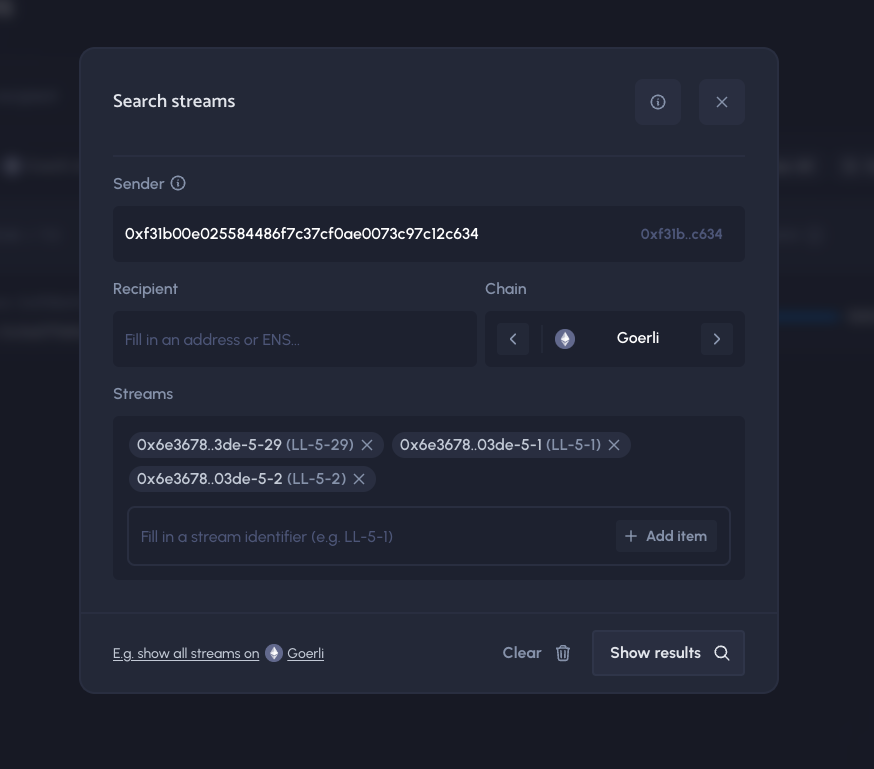 Search streams
Sender
0xf31b00e025584486f7c37cf0ae0073c97c12c634 0xf31b..c634
Recipient Chain
Fill in an address or ENS... Goerli
Streams
0x6e3678..3de-5-29 (LL-5-29) 0x6e3678..03de-5-1 (LL-5-1)
0x6e3678..03de-5-2 (LL-5-2)
Fill in a stream identifier (e.g. LL-5-1) Add item
E.g. show all streams on Goerli Clear Show results